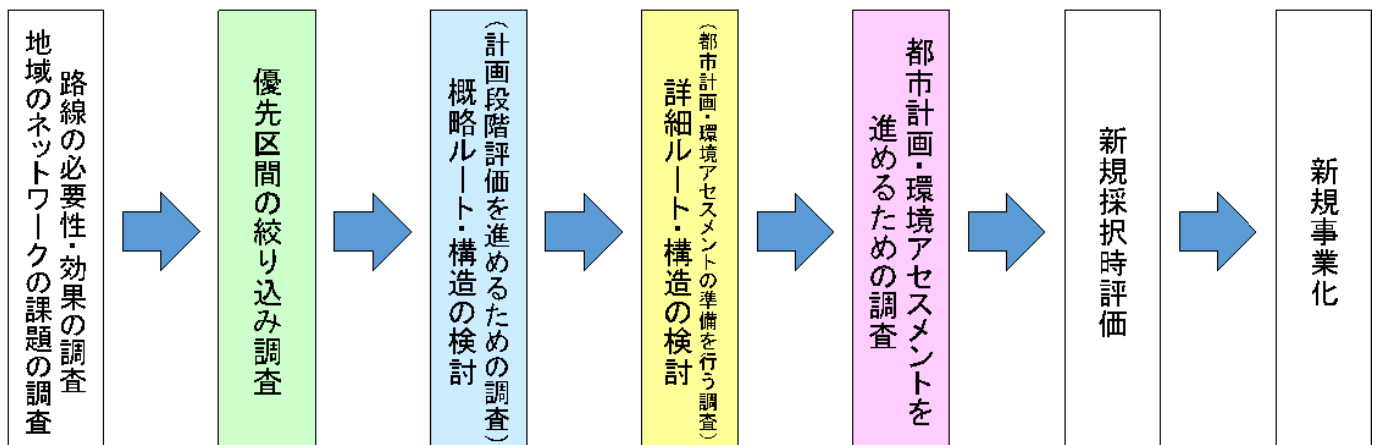 路線の必要性・効果の調査
地域のネットワークの課題の調査
優先区間の絞り込み調査
（計画段階評価を進めるための調査）
概略ルート・構造の検討
（都市計画・環境アセスメントの準備を行う調査）
詳細ルート・構造の検討
都市計画・環境アセスメントを
進めるための調査
新規採択時評価
新規事業化